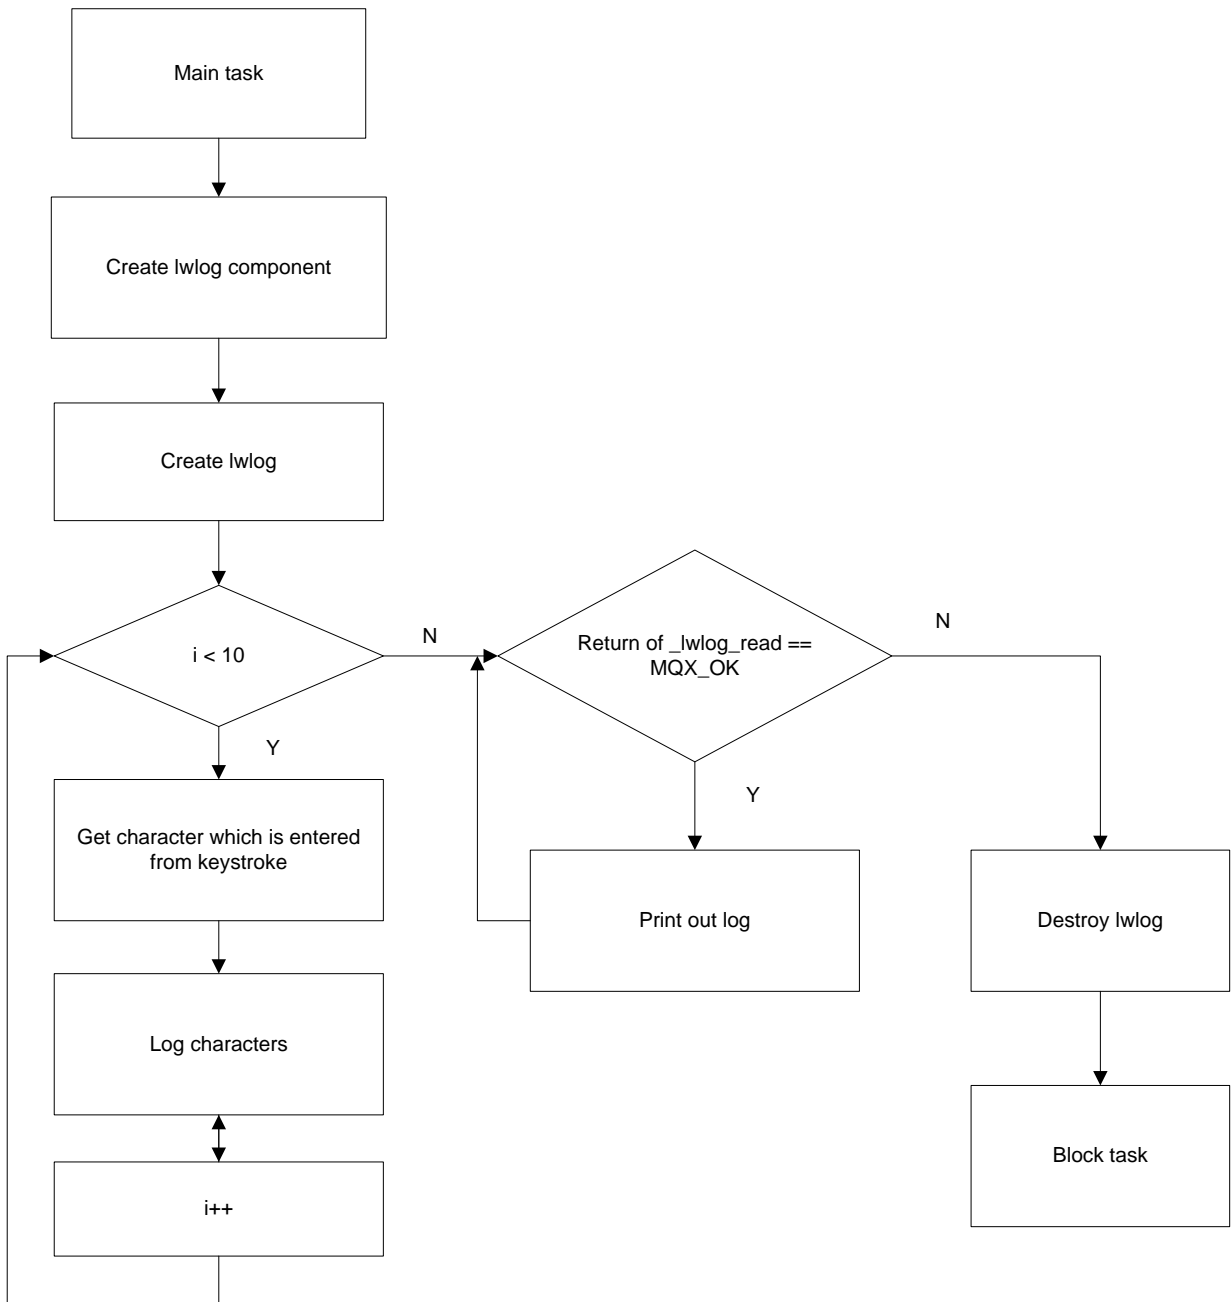 Main task
Create lwlog component
Create lwlog
i < 10
N
Return of _lwlog_read ==
MQX_OK
N
Y
Y
Get character which is entered
from keystroke
Print out log
Destroy lwlog
Log characters
Block task
i++